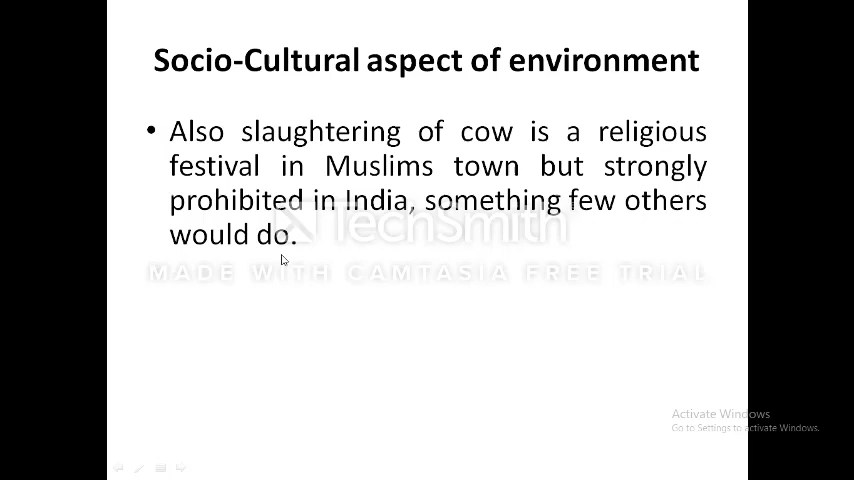 Socio-Cultural aspect of environment
• Also slaughtering of cow is a religious
festival in Muslims town but strongly
prohibited in India, something few others
would do.
TechSmith
MADE WITH CAMTASIA FREE TRIAL
Activate Windows
Go to Settings to activate Windows.